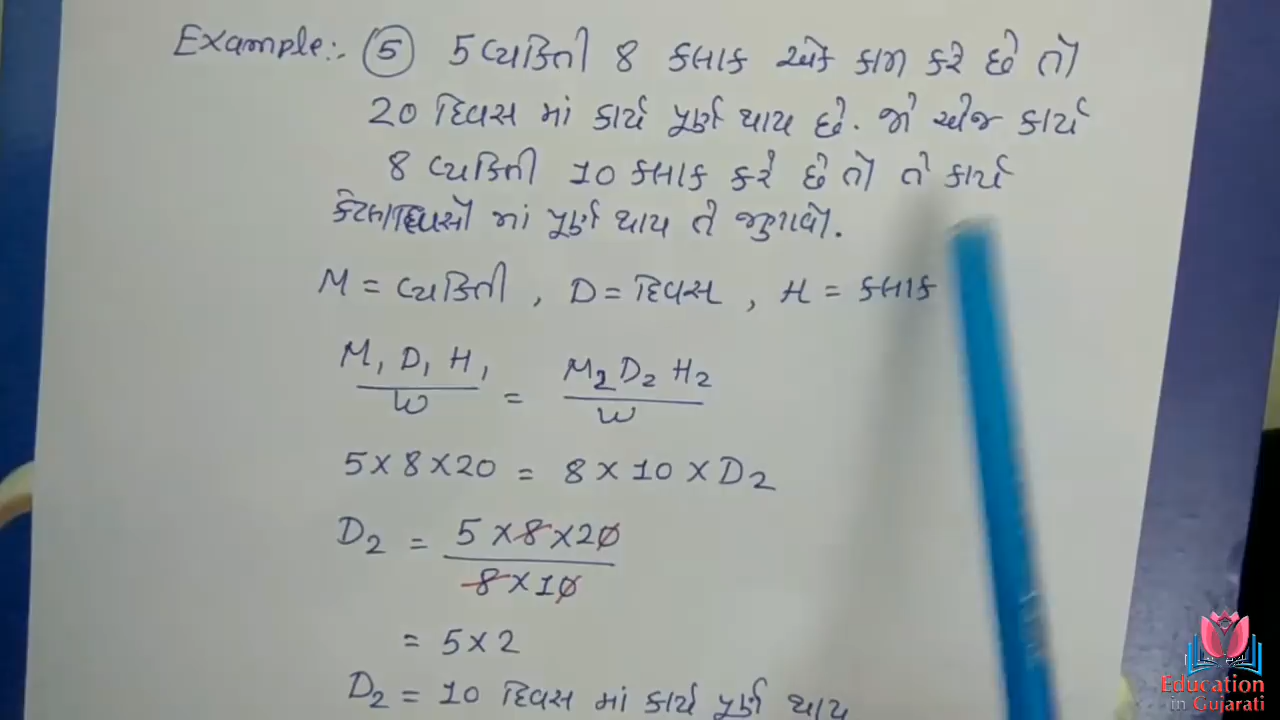 Example:- ⑤ 5 વ્યકિતી 8 કલાક એક કામ કરે છે તો
20 દિવસ માં કાર્ય પૂર્ણ થાય છે. જો એજ કાર્ય
8 વ્યકિતી 10 કલાક કરે છે તો તે કાર્ય
કેટલા દિવસો માં પૂર્ણ થાય તે જણાવો.
M = વ્યકિતી , D = દિવસ , H = કલાક
M₁ D₁ H₁ / W = M₂ D₂ H₂ / W
5 × 8 × 20 = 8 × 10 × D₂
D₂ = 5 × 8 × 20 / 8 × 10
= 5 × 2
D₂ = 10 દિવસ માં કાર્ય પૂર્ણ થાય
Education
in Gujarati